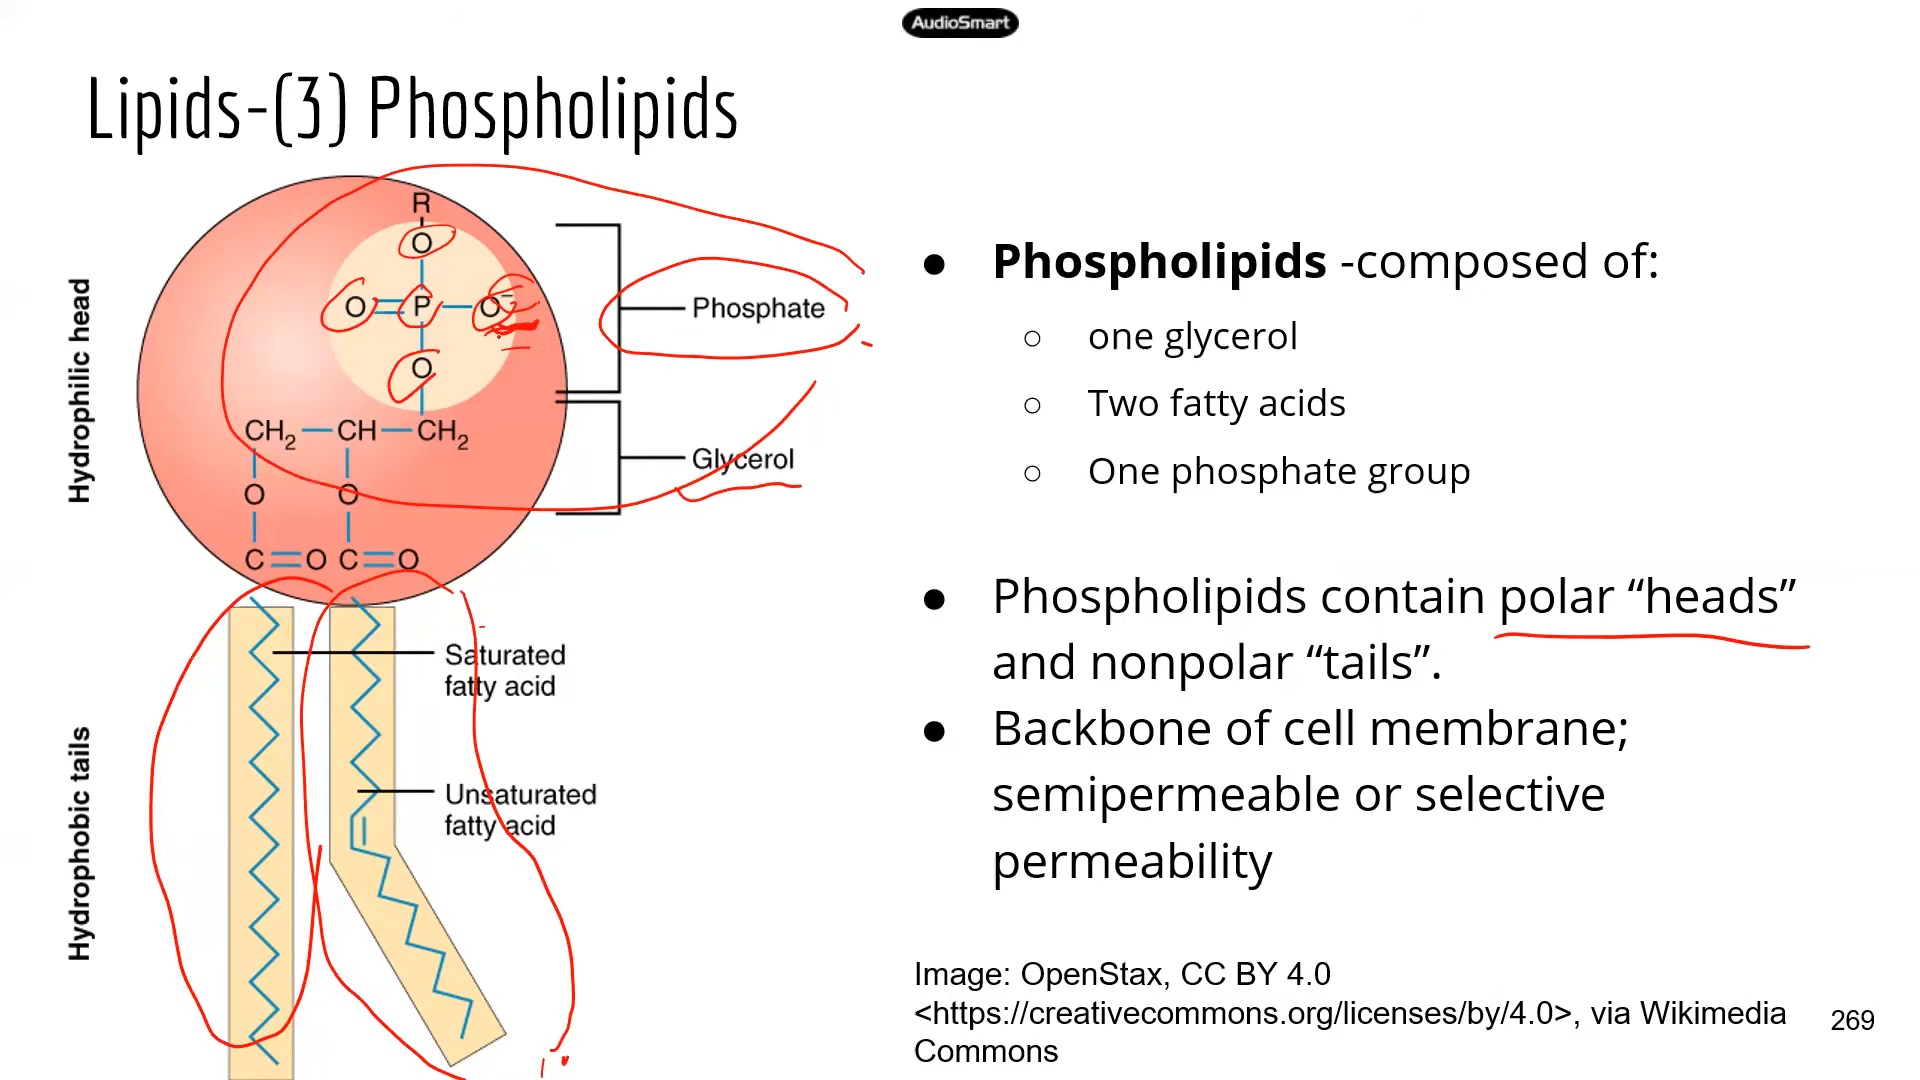 AudioSmart
Lipids-(3) Phospholipids
Hydrophilic head
R
O
O=P-O⁻
O
CH₂-CH-CH₂
O O
C=O C=O
Phosphate
Glycerol
Hydrophobic tails
Saturated
fatty acid
Unsaturated
fatty acid
● Phospholipids -composed of:
○ one glycerol
○ Two fatty acids
○ One phosphate group
● Phospholipids contain polar “heads”
and nonpolar “tails”.
● Backbone of cell membrane;
semipermeable or selective
permeability
Image: OpenStax, CC BY 4.0
<https://creativecommons.org/licenses/by/4.0>, via Wikimedia
Commons
269